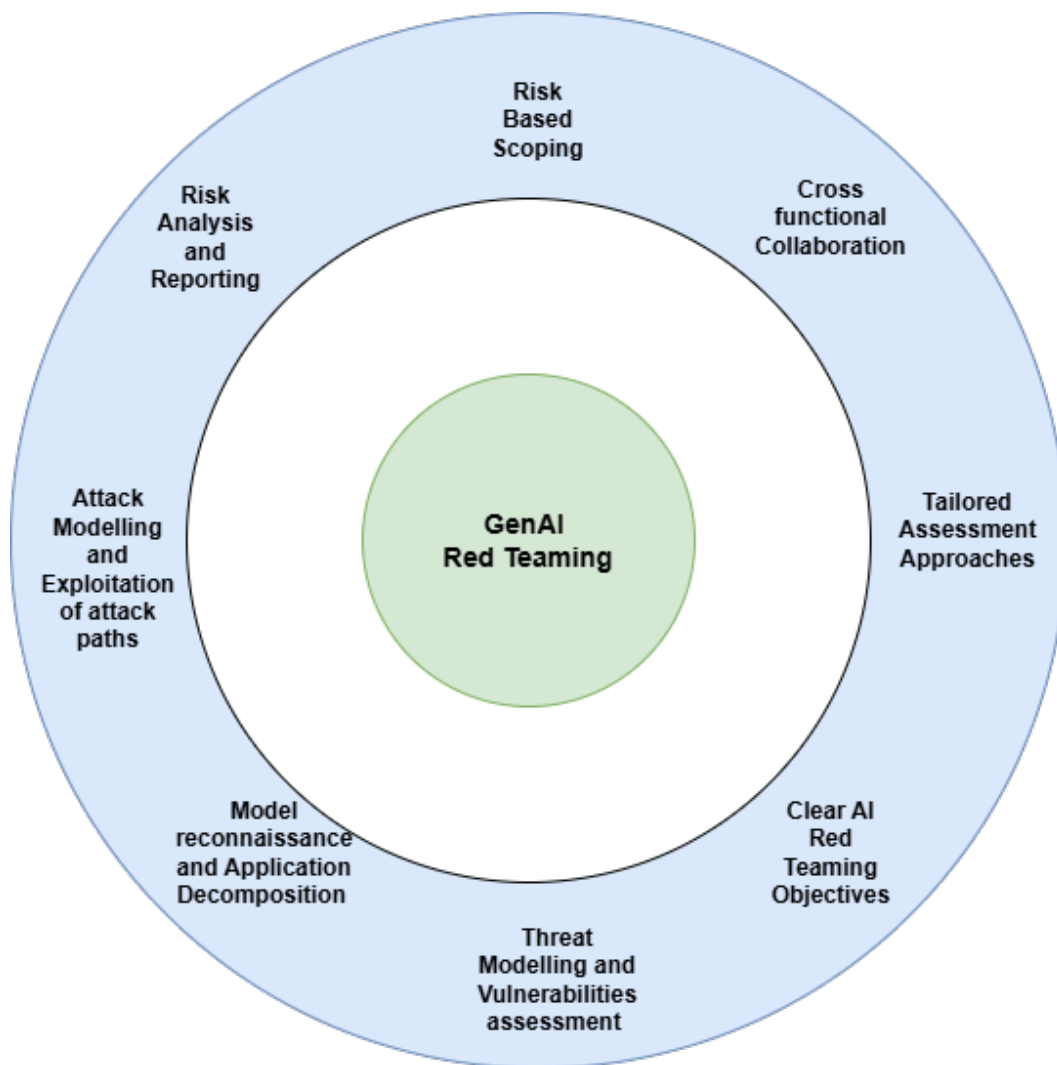 Risk
Based
Scoping
Cross
functional
Collaboration
Tailored
Assessment
Approaches
Clear AI
Red
Teaming
Objectives
Threat
Modelling and
Vulnerabilities
assessment
Model
reconnaissance
and Application
Decomposition
Attack
Modelling
and
Exploitation
of attack
paths
Risk
Analysis
and
Reporting
GenAI
Red Teaming